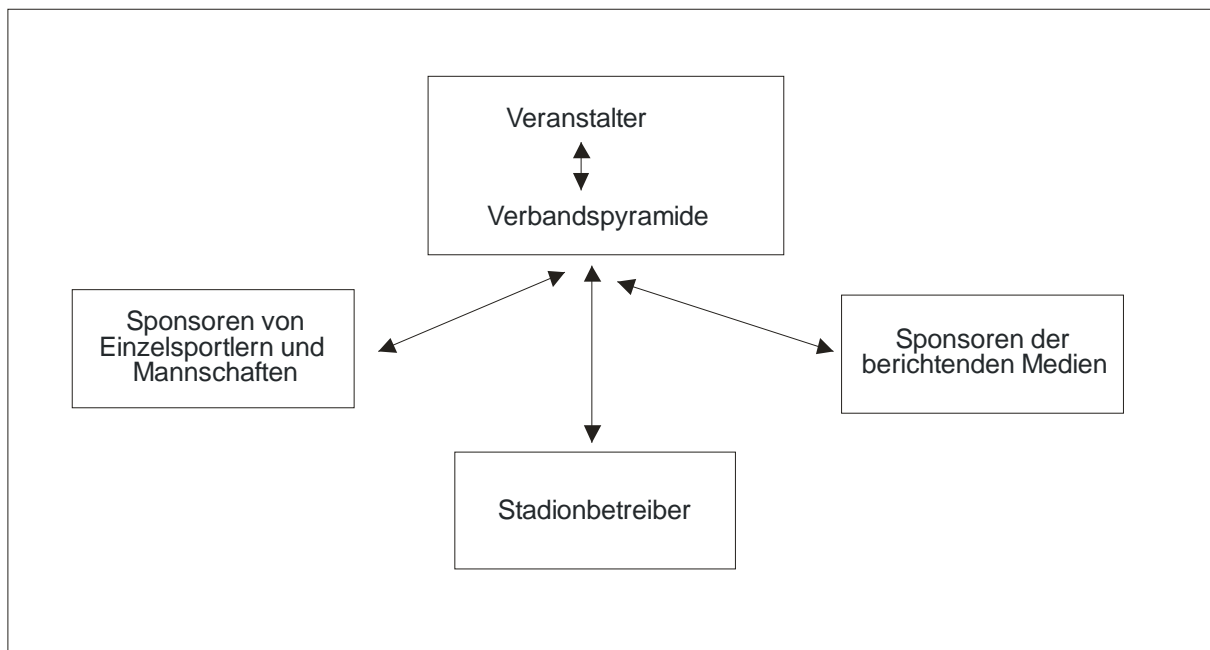 Veranstalter
Verbandspyramide
Sponsoren von
Einzelsportlern und
Mannschaften
Sponsoren der
berichtenden Medien
Stadionbetreiber